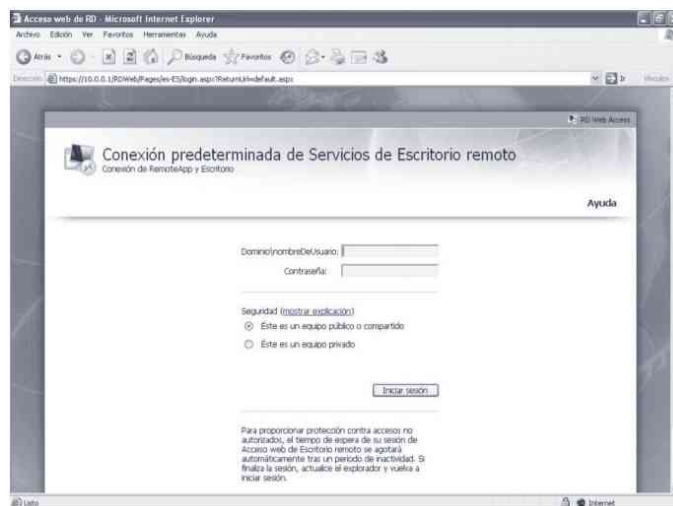 Acceso web de RD - Microsoft Internet Explorer
Archivo Edición Ver Favoritos Herramientas Ayuda
Atrás Búsqueda Favoritos
Dirección https://10.0.0.1/RDWeb/Pages/es-ES/login.aspx?ReturnUrl=default.aspx Ir Vínculos
RD Web Access
Conexión predeterminada de Servicios de Escritorio remoto
Conexión de RemoteApp y Escritorio
Ayuda
Dominio\nombreDeUsuario:
Contraseña:
Seguridad (mostrar explicación)
Éste es un equipo público o compartido
Éste es un equipo privado
Iniciar sesión
Para proporcionar protección contra accesos no
autorizados, el tiempo de espera de su sesión de
Acceso web de Escritorio remoto se agotará
automáticamente tras un período de inactividad. Si
finaliza la sesión, actualice el explorador y vuelva a
iniciar sesión.
Listo Internet